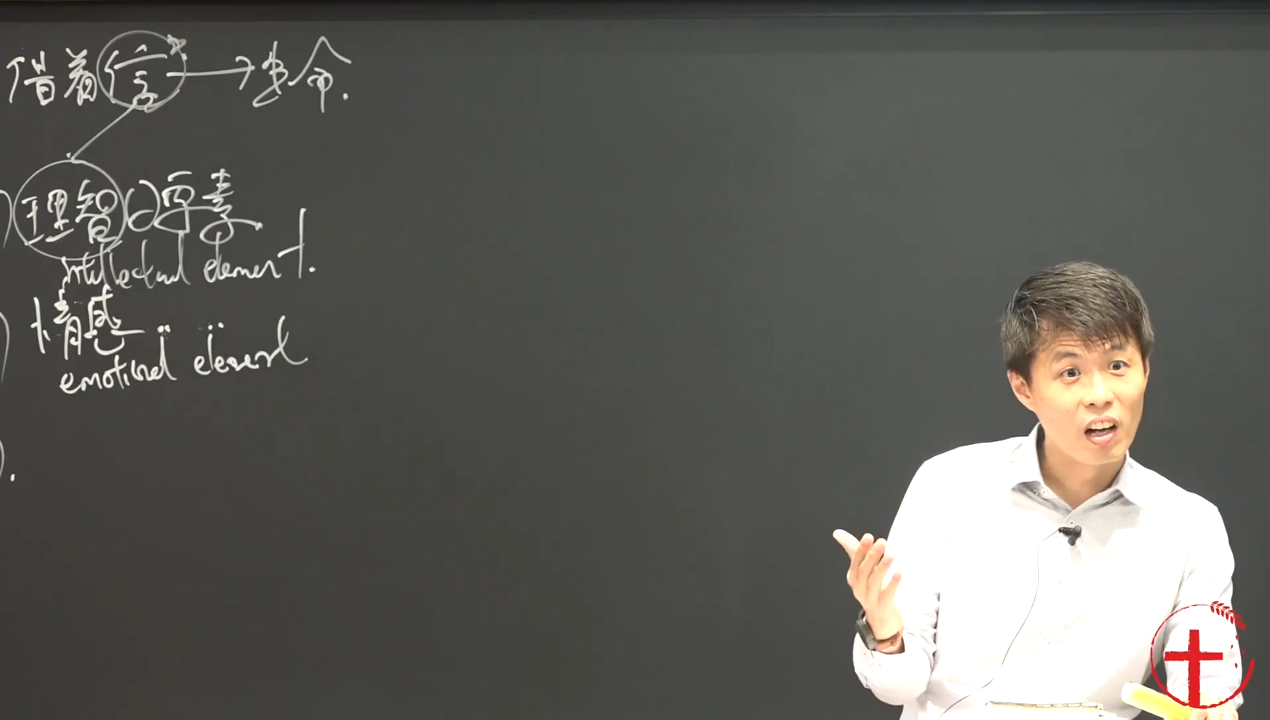 借着信→生命.
)理智(的)要素
intellectual element.
)情感 〃 〃
emotional element
).